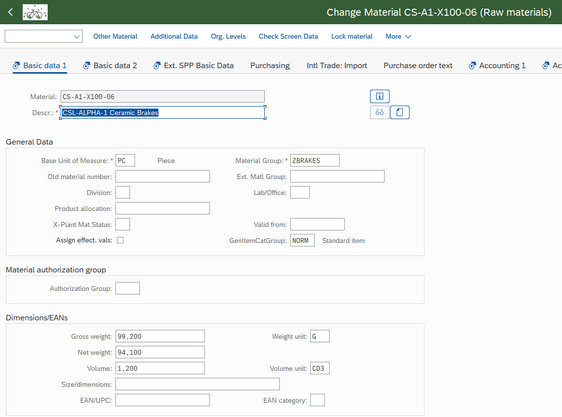 Change Material CS-A1-X100-06 (Raw materials)
Other Material Additional Data Org. Levels Check Screen Data Lock material More
Basic data 1 Basic data 2 Ext. SPP Basic Data Purchasing Intl Trade: Import Purchase order text Accounting 1 Ac
Material: CS-A1-X100-06
Descr.: * CSL-ALPHA-1 Ceramic Brakes
General Data
Base Unit of Measure: * PC Piece Material Group: * ZBRAKES
Old material number: Ext. Matl Group:
Division: Lab/Office:
Product allocation:
X-Plant Mat.Status: Valid from:
Assign effect. vals: GenItemCatGroup: NORM Standard item
Material authorization group
Authorization Group:
Dimensions/EANs
Gross weight: 99,200 Weight unit: G
Net weight: 94,100
Volume: 1,200 Volume unit: CD3
Size/dimensions:
EAN/UPC: EAN category: